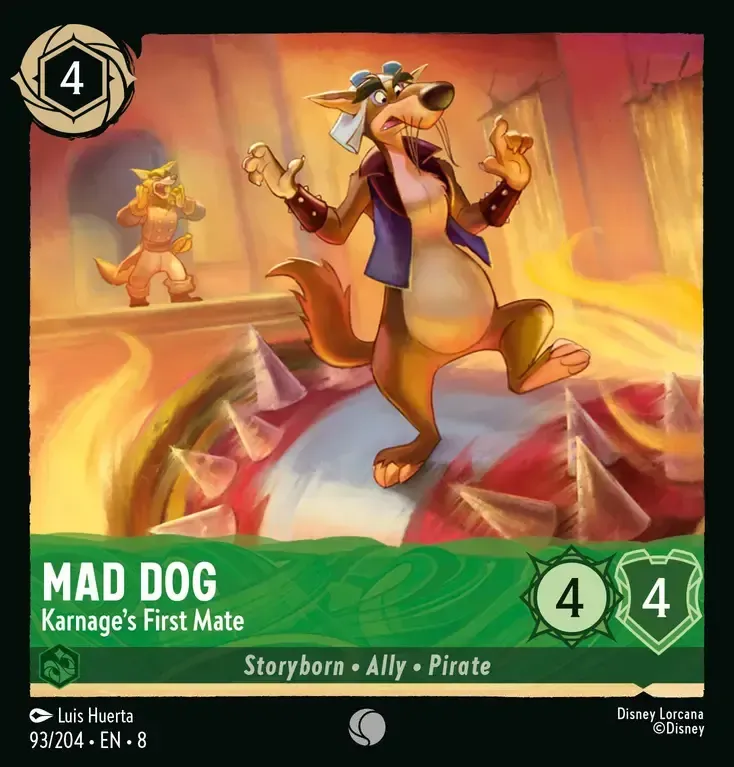 4
MAD DOG
Karnage's First Mate
4 4
Storyborn • Ally • Pirate
Luis Huerta
93/204 • EN • 8
Disney Lorcana
©Disney